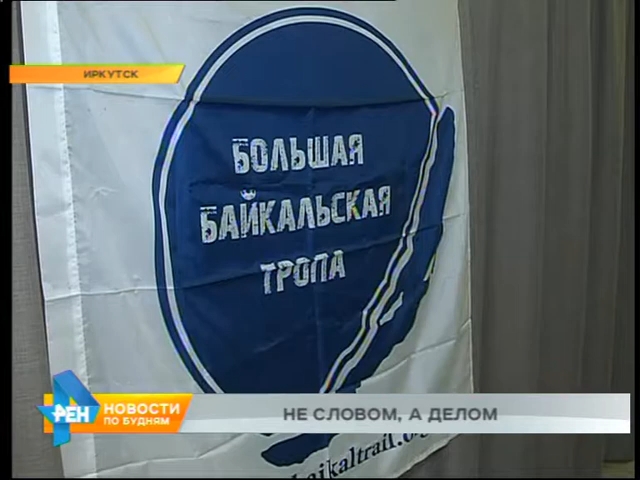 ИРКУТСК
БОЛЬШАЯ
БАЙКАЛЬСКАЯ
ТРОПА
РЕН НОВОСТИ
ПО БУДНЯМ
НЕ СЛОВОМ, А ДЕЛОМ